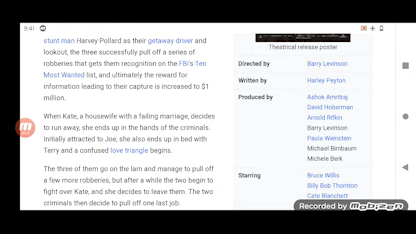 9:41
stunt man Harvey Pollard as their getaway driver and
lookout, the three successfully pull off a series of
robberies that gets them recognition on the FBI's Ten
Most Wanted list, and ultimately the reward for
information leading to their capture is increased to $1
million.
When Kate, a housewife with a failing marriage, decides
to run away, she ends up in the hands of the criminals.
Initially attracted to Joe, she also ends up in bed with
Terry and a confused love triangle begins.
The three of them go on the lam and manage to pull off
a few more robberies, but after a while the two begin to
fight over Kate, and she decides to leave them. The two
criminals then decide to pull off one last job.
Theatrical release poster
Directed by Barry Levinson
Written by Harley Peyton
Produced by Ashok Amritraj
David Hoberman
Arnold Rifkin
Barry Levinson
Paula Weinstein
Michael Birnbaum
Michele Berk
Starring Bruce Willis
Billy Bob Thornton
Cate Blanchett
Recorded by Mobizen